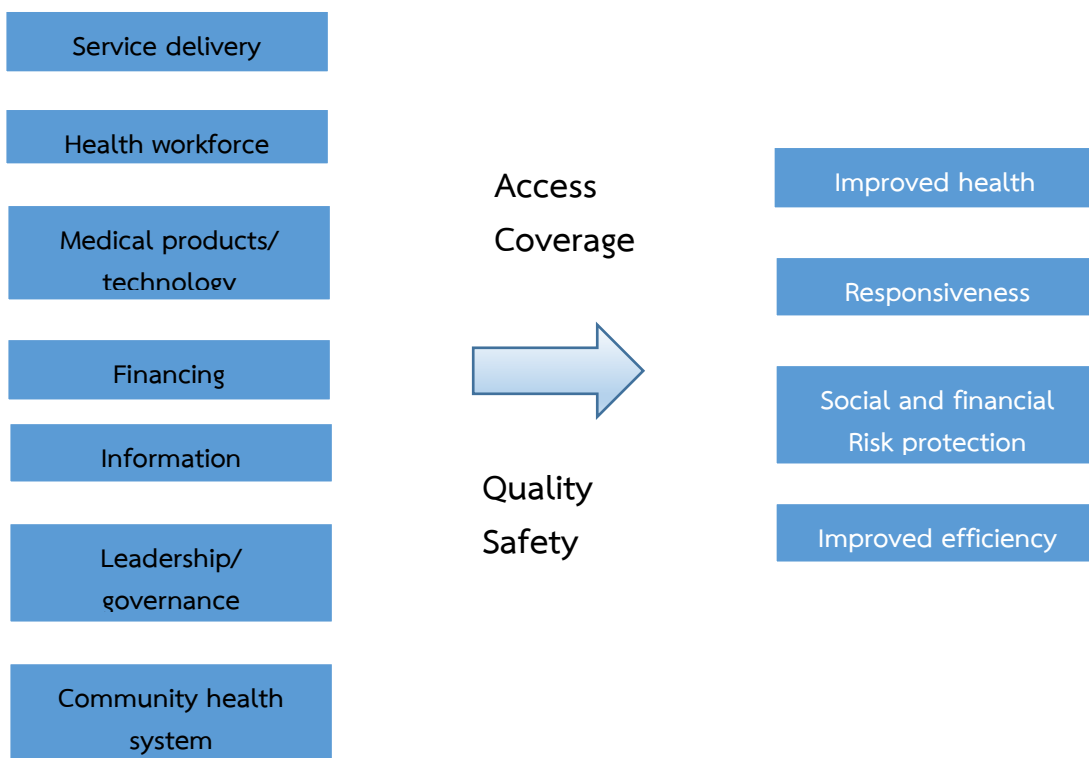 Service delivery
Health workforce
Medical products/
technology
Financing
Information
Leadership/
governance
Community health
system
Access
Coverage
Quality
Safety
Improved health
Responsiveness
Social and financial
Risk protection
Improved efficiency